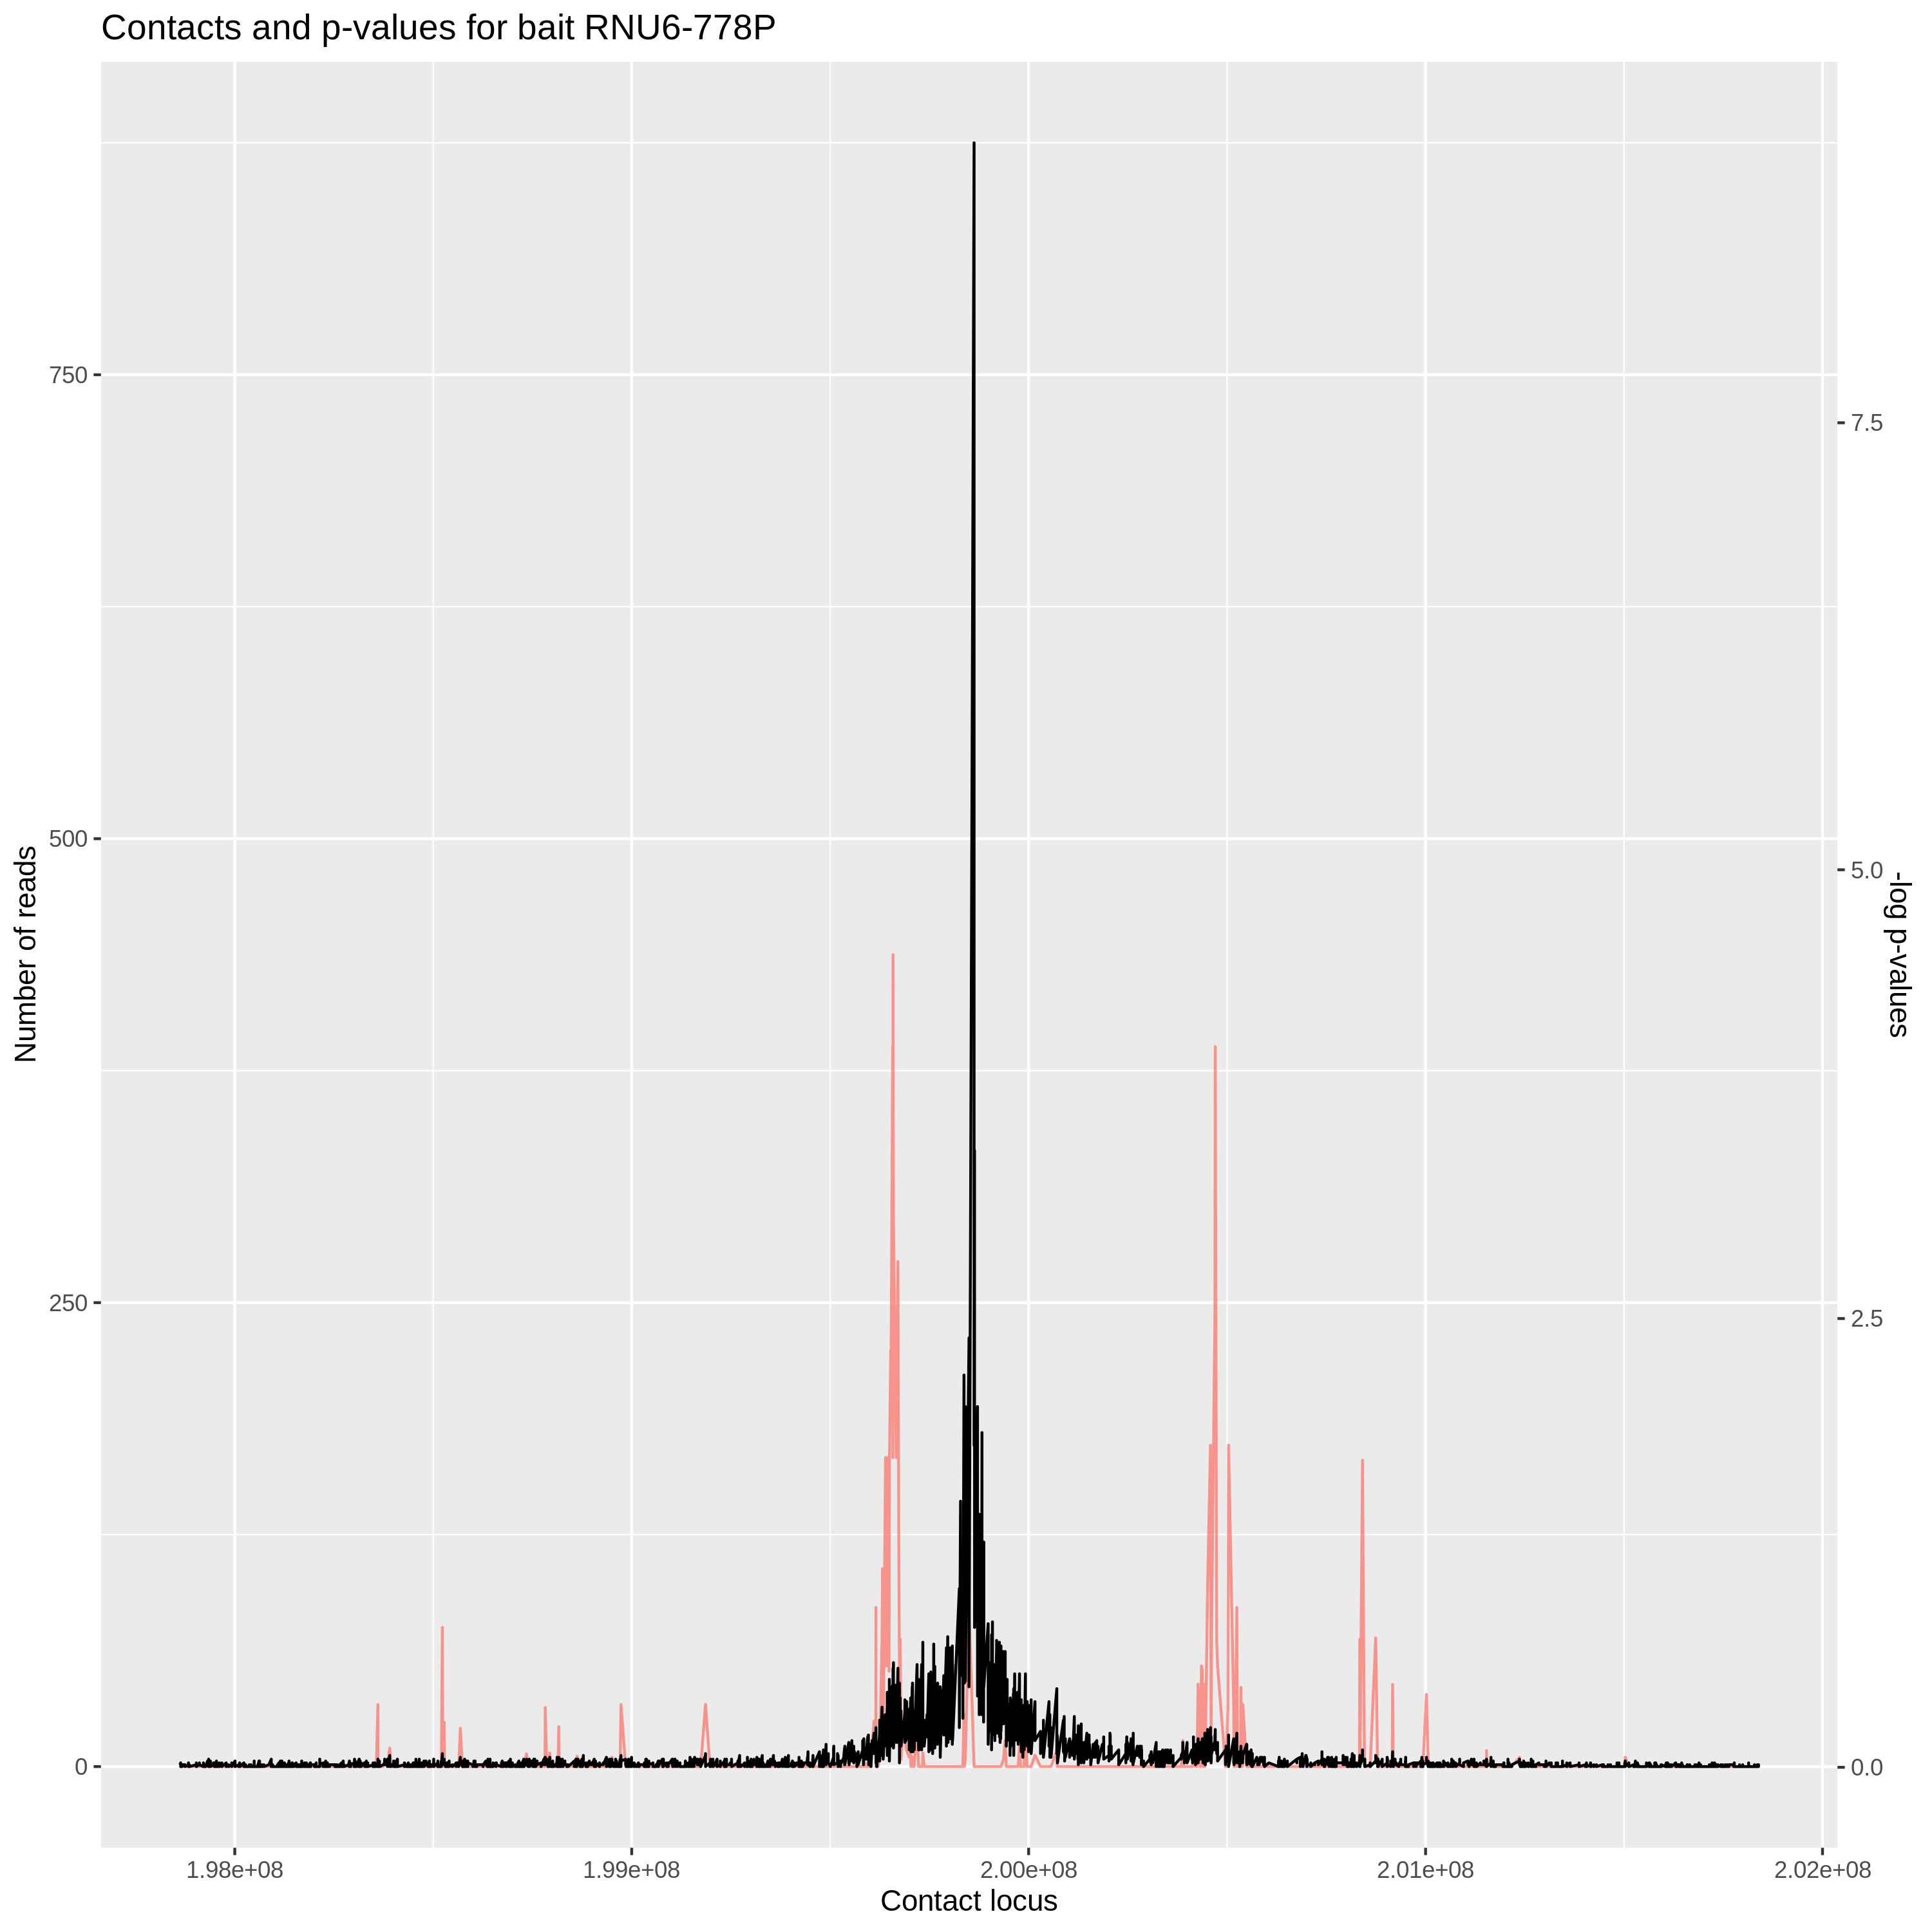 Contacts and p-values for bait RNU6-778P
750
500
250
0
7.5
5.0
2.5
0.0
Number of reads
-log p-values
1.98e+08
1.99e+08
2.00e+08
2.01e+08
2.02e+08
Contact locus